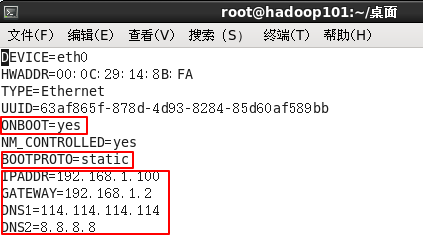 root@hadoop101:~/桌面
文件(F) 编辑(E) 查看(V) 搜索 (S) 终端(T) 帮助(H)
DEVICE=eth0
HWADDR=00:0C:29:14:8B:FA
TYPE=Ethernet
UUID=63af865f-878d-4d93-8284-85d60af589bb
ONBOOT=yes
NM_CONTROLLED=yes
BOOTPROTO=static
IPADDR=192.168.1.100
GATEWAY=192.168.1.2
DNS1=114.114.114.114
DNS2=8.8.8.8